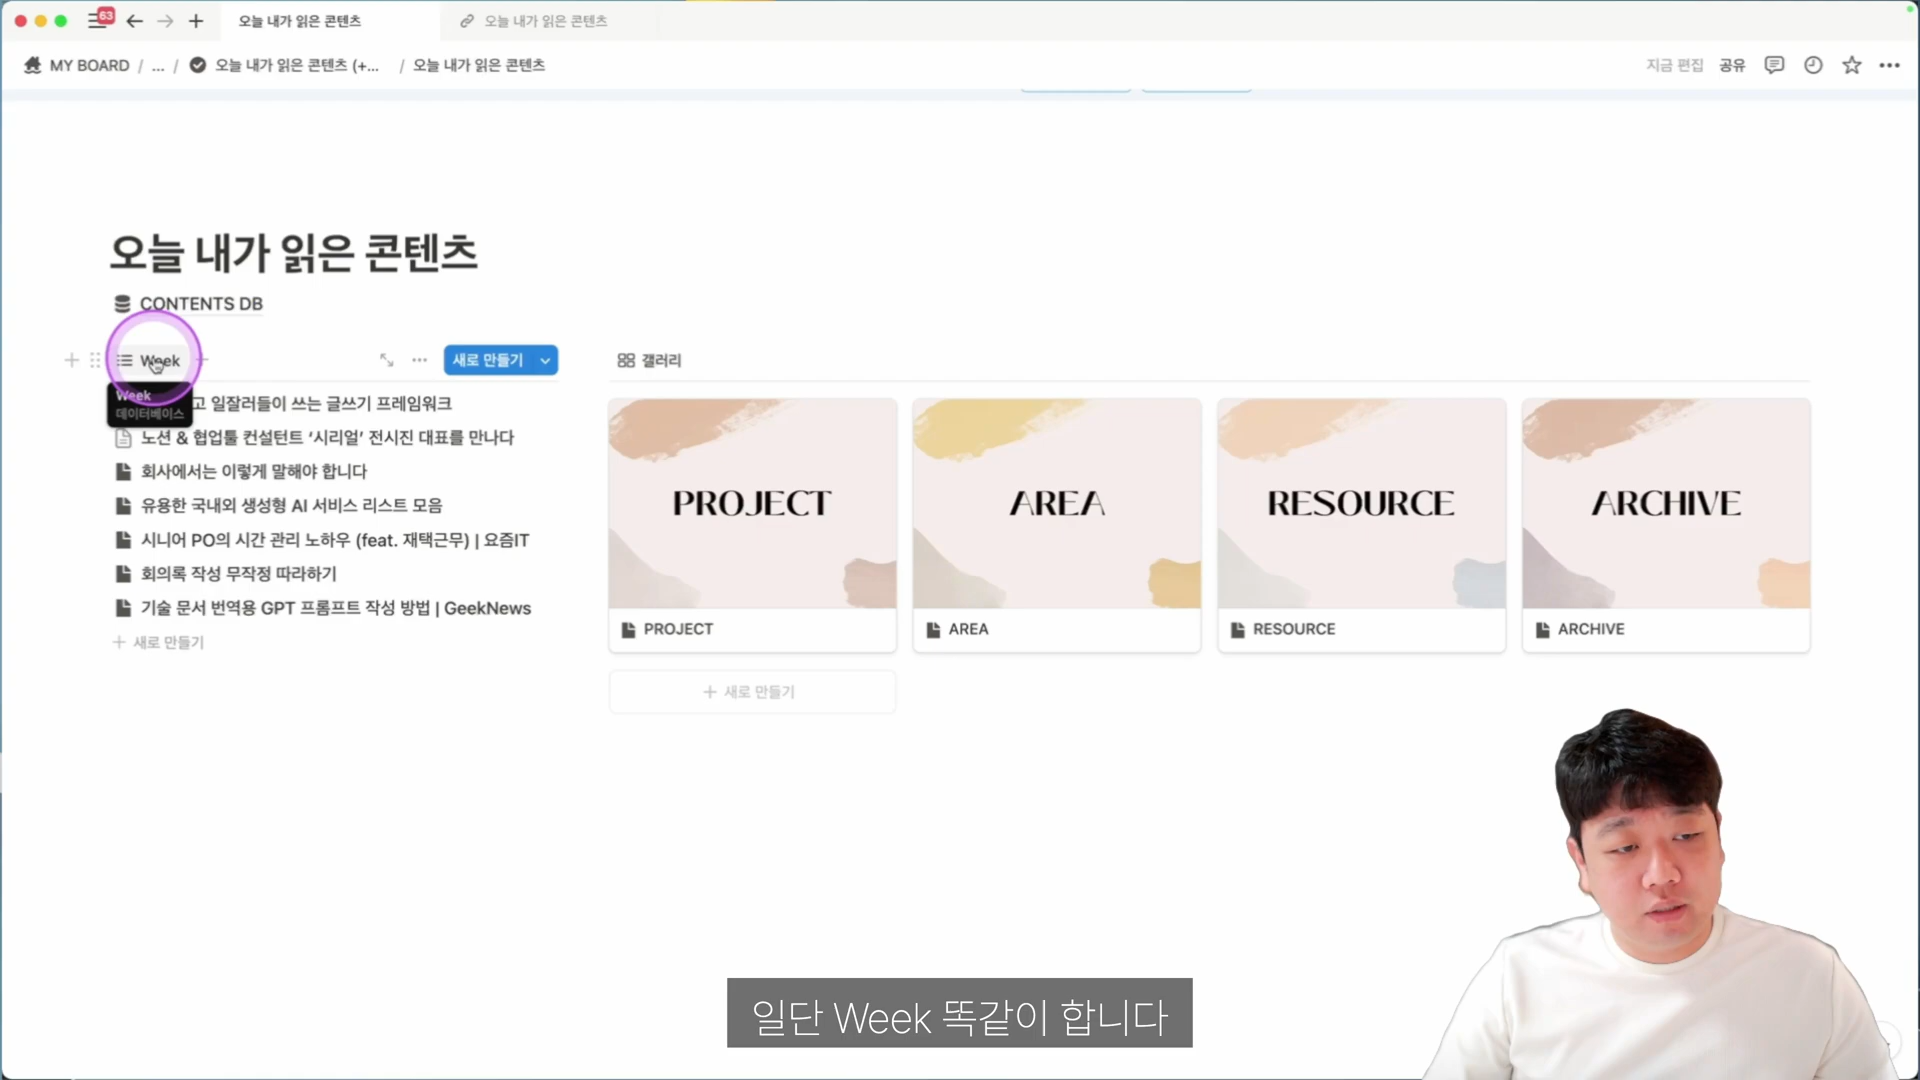 63
오늘 내가 읽은 콘텐츠
오늘 내가 읽은 콘텐츠
MY BOARD / ... / 오늘 내가 읽은 콘텐츠 (+... / 오늘 내가 읽은 콘텐츠
지금 편집 공유
오늘 내가 읽은 콘텐츠
CONTENTS DB
Week
새로 만들기
갤러리
Week
데이터베이스
고 일잘러들이 쓰는 글쓰기 프레임워크
노션 & 협업툴 컨설턴트 ‘시리얼’ 전시진 대표를 만나다
회사에서는 이렇게 말해야 합니다
유용한 국내외 생성형 AI 서비스 리스트 모음
시니어 PO의 시간 관리 노하우 (feat. 재택근무) | 요즘IT
회의록 작성 무작정 따라하기
기술 문서 번역용 GPT 프롬프트 작성 방법 | GeekNews
새로 만들기
PROJECT
AREA
RESOURCE
ARCHIVE
PROJECT
AREA
RESOURCE
ARCHIVE
새로 만들기
일단 Week 똑같이 합니다